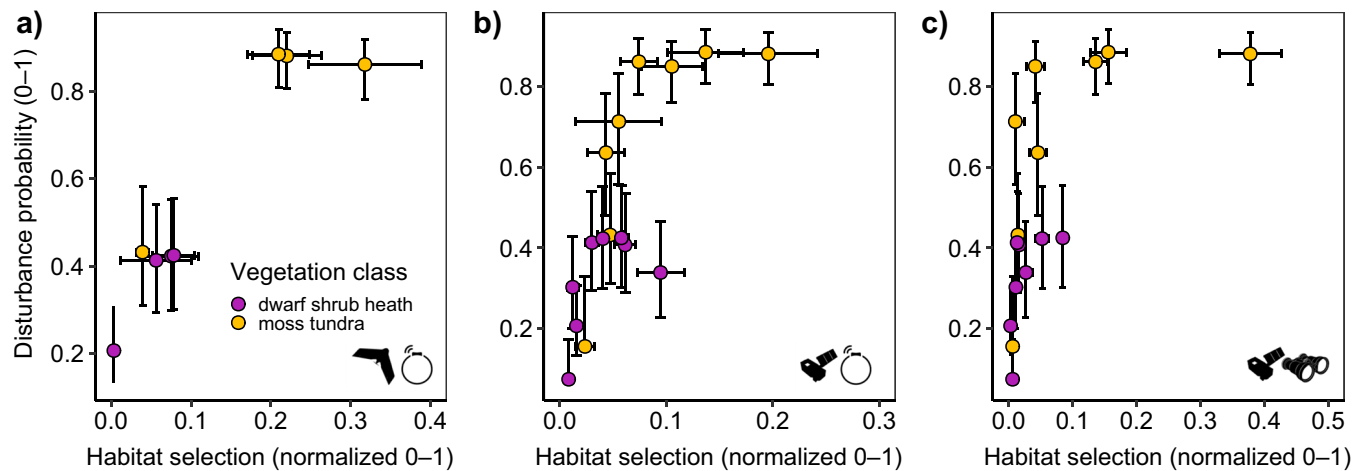 a)
b)
c)
Disturbance probability (0–1)
0.8
0.6
0.4
0.2
0.0
0.1
0.2
0.3
0.4
Habitat selection (normalized 0–1)
Vegetation class
dwarf shrub heath
moss tundra
0.8
0.6
0.4
0.2
0.0
0.1
0.2
0.3
Habitat selection (normalized 0–1)
0.8
0.6
0.4
0.2
0.0
0.1
0.2
0.3
0.4
0.5
Habitat selection (normalized 0–1)